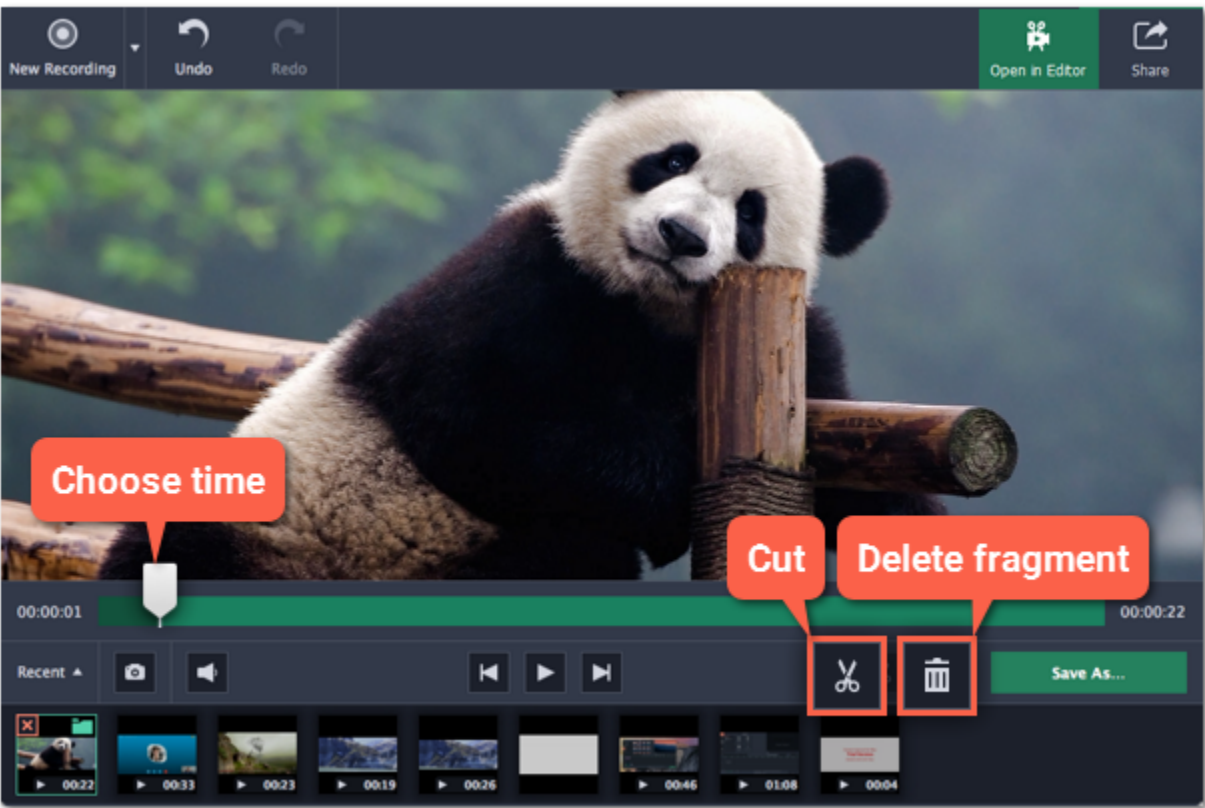 New Recording
Undo
Redo
Open in Editor
Share
Choose time
Cut
Delete fragment
00:00:01
00:00:22
Recent
Save As...
00:22
00:33
00:23
00:19
00:26
00:46
01:08
00:04